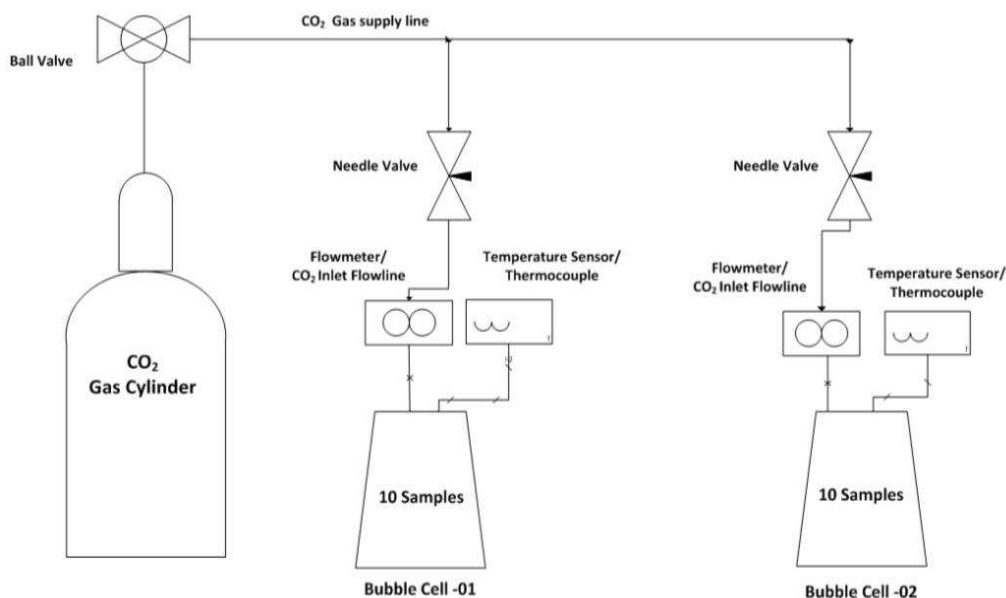 CO₂ Gas supply line
Ball Valve
Needle Valve
Needle Valve
Flowmeter/
CO₂ Inlet Flowline
Temperature Sensor/
Thermocouple
Flowmeter/
CO₂ Inlet Flowline
Temperature Sensor/
Thermocouple
CO₂
Gas Cylinder
10 Samples
10 Samples
Bubble Cell -01
Bubble Cell -02